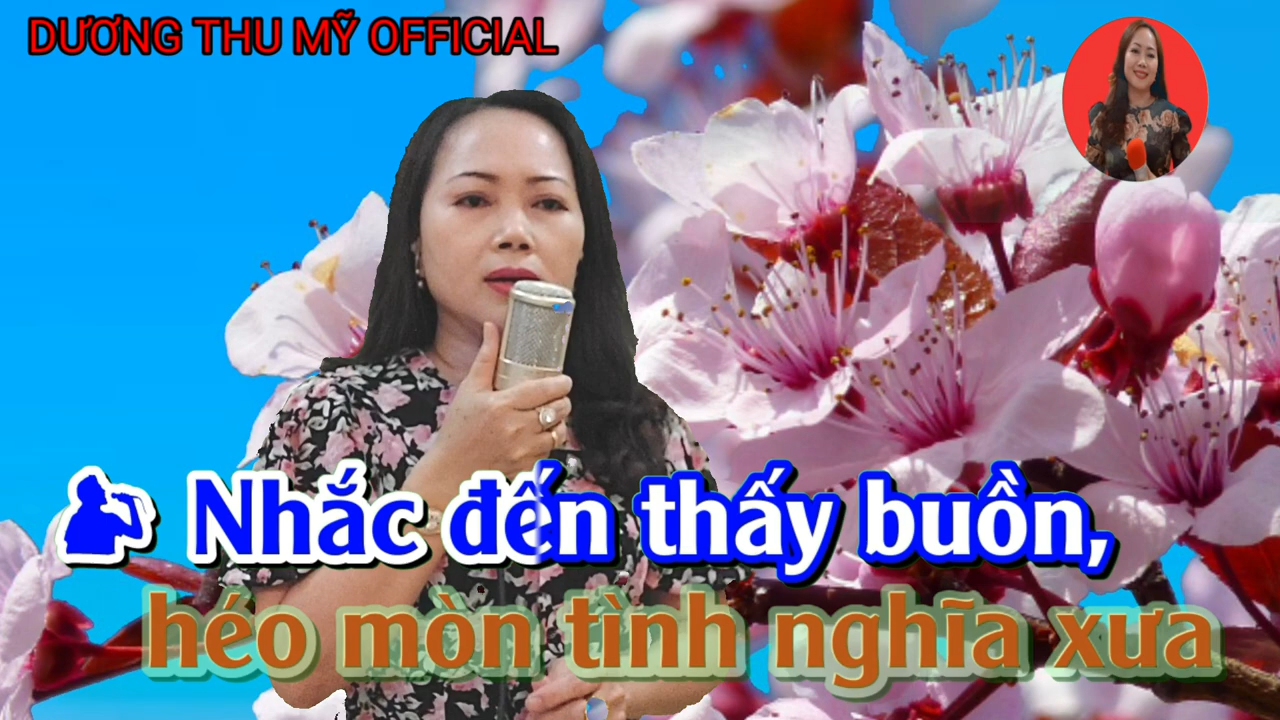 DƯƠNG THU MỸ OFFICIAL
Nhắc đến thấy buồn,
héo mòn tình nghĩa xưa